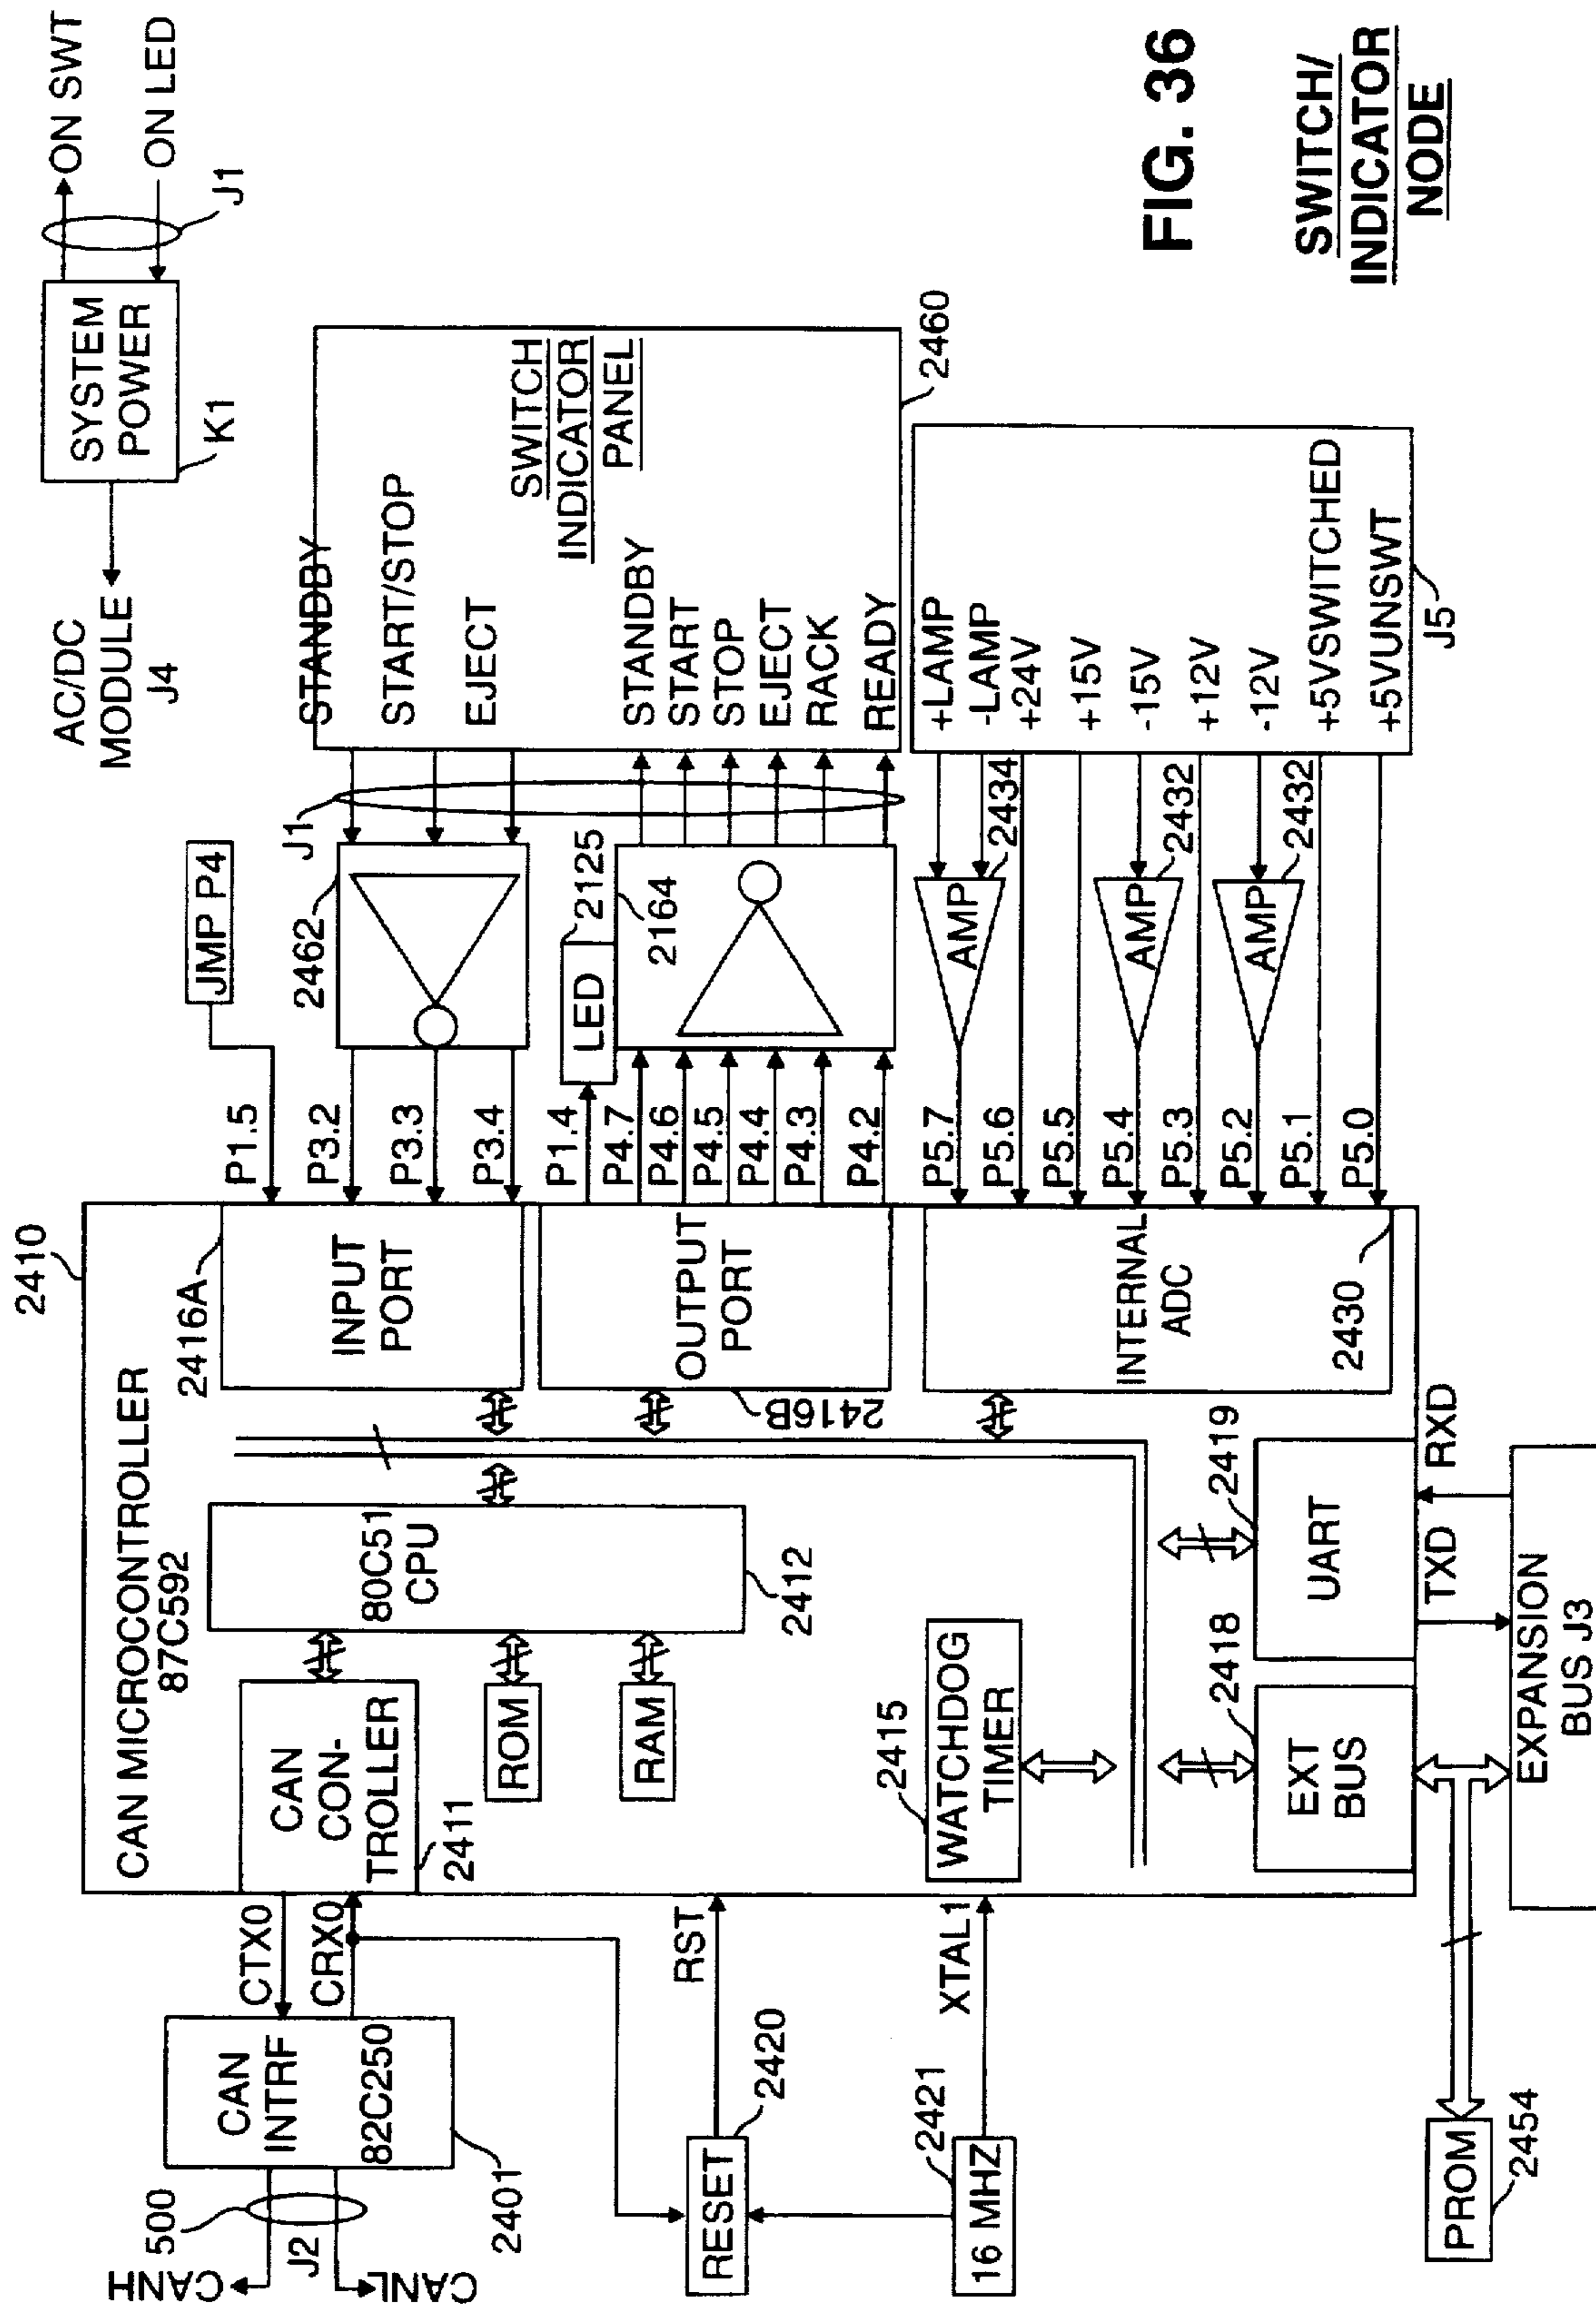 CANH
CANL
500
J2
CAN
INTRF
82C250
2401
CTX0
CRX0
RESET
2420
RST
16 MHZ
2421
XTAL1
PROM
2454
2410
CAN MICROCONTROLLER
87C592
CAN
CON-
TROLLER
2411
ROM
RAM
80C51
CPU
2412
2415
WATCHDOG
TIMER
2418
EXT
BUS
2419
UART
TXD
RXD
EXPANSION
BUS J3
2416A
INPUT
PORT
OUTPUT
PORT
2416B
INTERNAL
ADC
2430
P1.5
P3.2
P3.3
P3.4
P1.4
P4.7
P4.6
P4.5
P4.4
P4.3
P4.2
P5.7
P5.6
P5.5
P5.4
P5.3
P5.2
P5.1
P5.0
JMP P4
2462
J1
LED
2125
2164
AMP
2434
AMP
2432
AMP
2432
STANDBY
START/STOP
EJECT
SWITCH
INDICATOR
PANEL
STANDBY
START
STOP
EJECT
RACK
READY
2460
+LAMP
-LAMP
+24V
+15V
-15V
+12V
-12V
+5VSWITCHED
+5VUNSWT
J5
AC/DC
MODULE
J4
SYSTEM
POWER
K1
J1
ON SWT
ON LED
FIG. 36
SWITCH/
INDICATOR
NODE